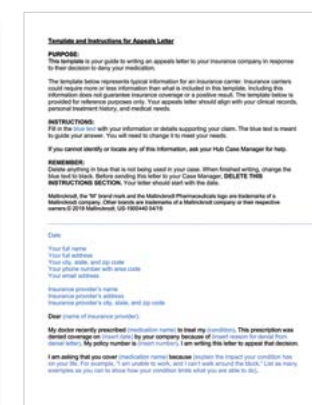 Template and Instructions for Appeals Letter
PURPOSE:
This template is your guide to writing an appeals letter to your insurance company in response
to their decision to deny your medication.
The template below represents typical information for an insurance carrier. Insurance carriers
could require more or less information than what is included in this template. Including this
information does not guarantee insurance coverage or a positive result. The template below is
provided for reference purposes only. Your appeals letter should align with your clinical records,
personal treatment history, and medical needs.
INSTRUCTIONS:
Fill in the blue text with your information or details supporting your claim. The blue text is meant
to guide your answer. You will need to change it to meet your needs.
If you cannot identify or locate any of this information, ask your Hub Case Manager for help.
REMEMBER:
Delete anything in blue that is not being used in your case. When finished writing, change the
blue text to black. Before sending this letter to your Case Manager, DELETE THIS
INSTRUCTIONS SECTION. Your letter should start with the date.
Mallinckrodt, the "M" brand mark and the Mallinckrodt Pharmaceuticals logo are trademarks of a
Mallinckrodt company. Other brands are trademarks of a Mallinckrodt company or their respective
owners © 2019 Mallinckrodt. US-1900440 04/19
Date
Your full name
Your full address
Your city, state, and zip code
Your phone number with area code
Your email address
Insurance provider's name
Insurance provider's address
Insurance provider's city, state, and zip code
Dear (name of insurance provider):
My doctor recently prescribed (medication name) to treat my (condition). This prescription was
denied coverage on (insert date) by your company because of (insert reason for denial from
denial letter). My policy number is (insert number). I am writing this letter to appeal that decision.
I am asking that you cover (medication name) because (explain the impact your condition has
on your life. For example, "I am unable to work, and I can't walk around the block." List as many
examples as you can to show how your condition limits what you are able to do).